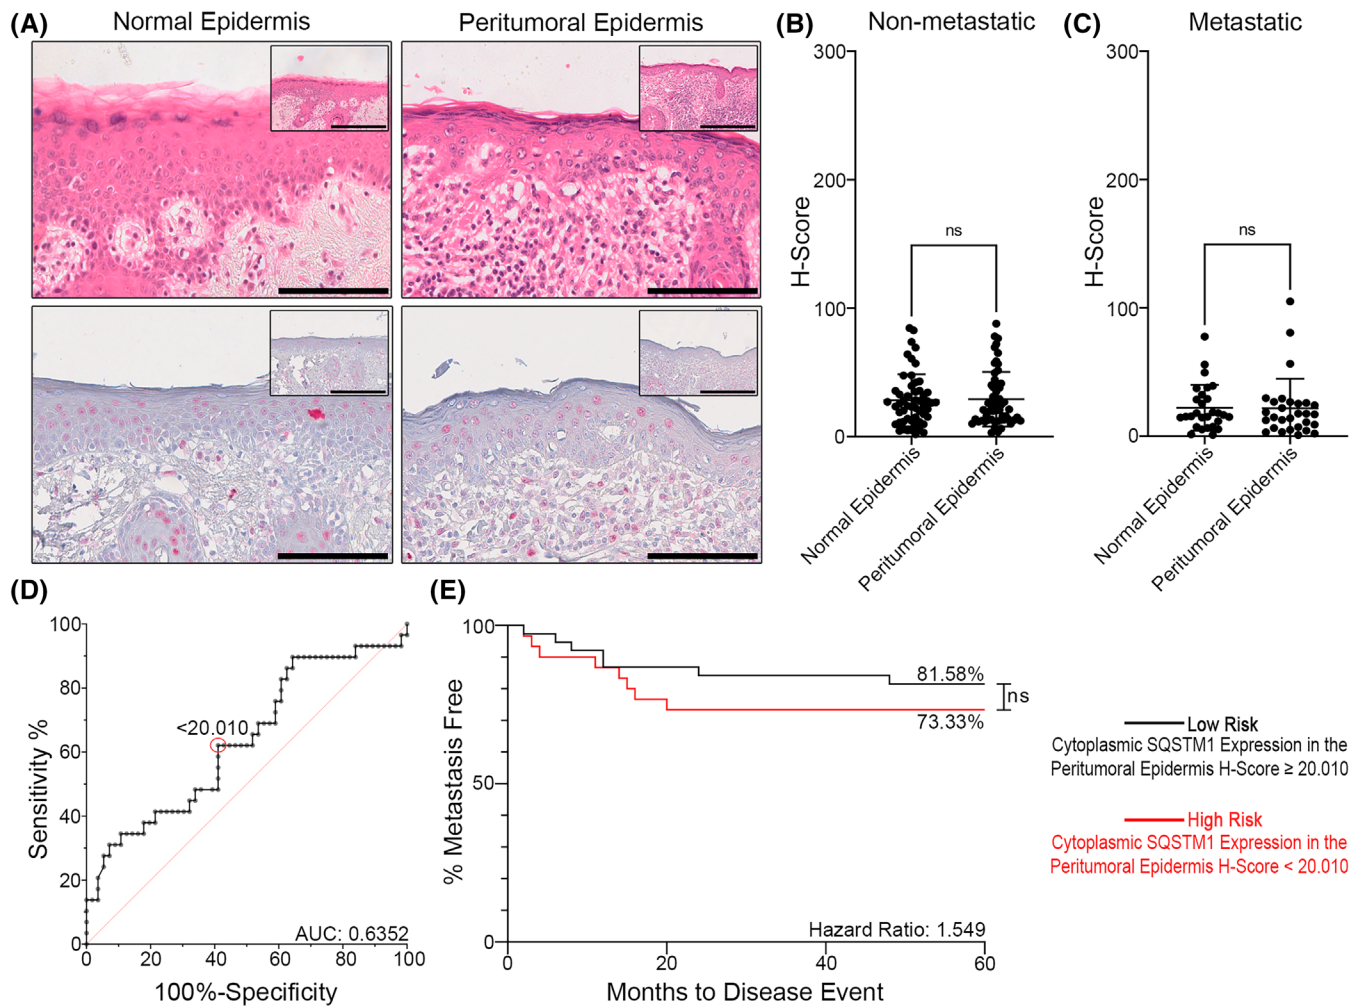 (A)
Normal Epidermis
Peritumoral Epidermis
(B)
Non-metastatic
H-Score
300
200
100
0
ns
Normal Epidermis
Peritumoral Epidermis
(C)
Metastatic
H-Score
300
200
100
0
ns
Normal Epidermis
Peritumoral Epidermis
(D)
Sensitivity %
100
80
60
40
20
0
<20.010
AUC: 0.6352
0
20
40
60
80
100
100%-Specificity
(E)
% Metastasis Free
100
50
0
81.58%
ns
73.33%
Hazard Ratio: 1.549
0
20
40
60
Months to Disease Event
Low Risk
Cytoplasmic SQSTM1 Expression in the
Peritumoral Epidermis H-Score ≥ 20.010
High Risk
Cytoplasmic SQSTM1 Expression in the
Peritumoral Epidermis H-Score < 20.010